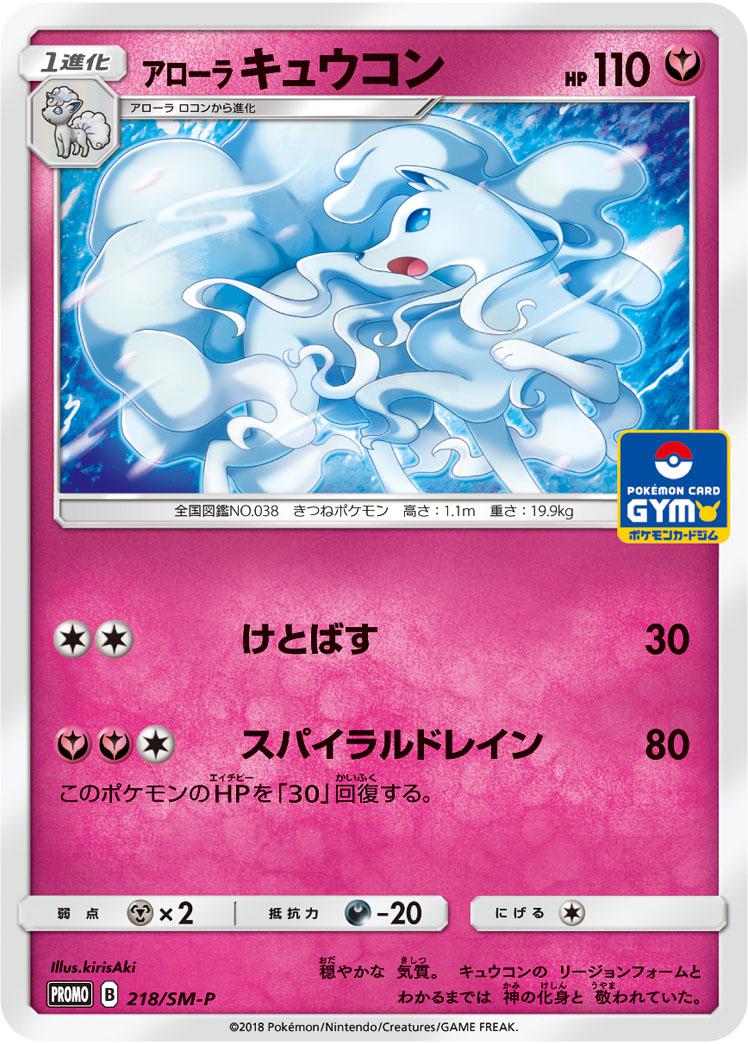 1進化
アローラ キュウコン
HP 110
アローラ ロコンから進化
全国図鑑NO.038 きつねポケモン 高さ：1.1m 重さ：19.9kg
POKÉMON CARD
GYM
ポケモンカードジム
けとばす 30
スパイラルドレイン 80
エイチピー かいふく
このポケモンのHPを「30」回復する。
弱点 ×2 抵抗力 -20 にげる
Illus.kirisAki
おだ きしつ
穏やかな 気質。 キュウコンの リージョンフォームと
かみ けしん うやま
わかるまでは 神の化身と 敬われていた。
PROMO B 218/SM-P
©2018 Pokémon/Nintendo/Creatures/GAME FREAK.